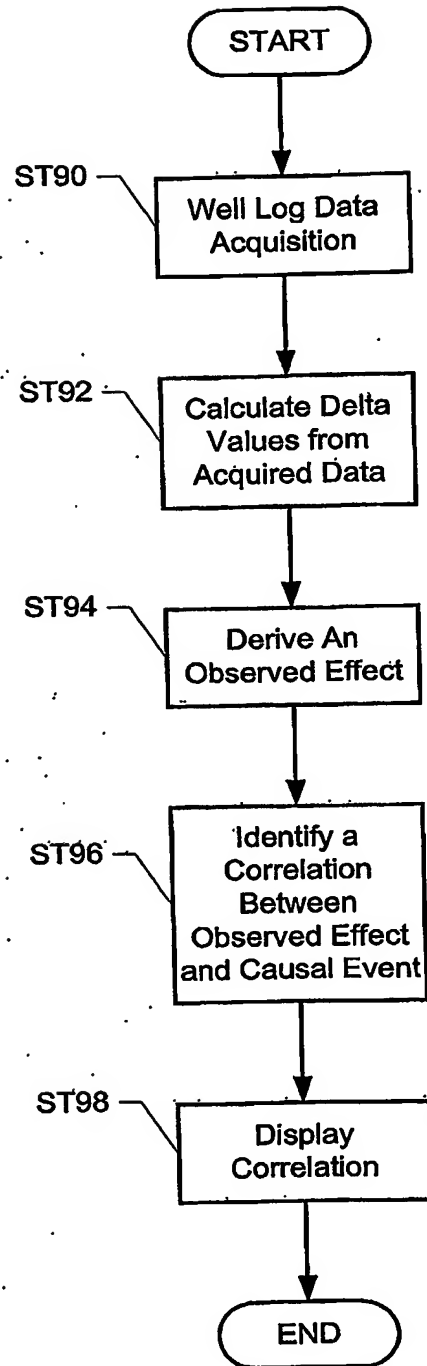 START
ST90
Well Log Data
Acquisition
ST92
Calculate Delta
Values from
Acquired Data
ST94
Derive An
Observed Effect
ST96
Identify a
Correlation
Between
Observed Effect
and Causal Event
ST98
Display
Correlation
END